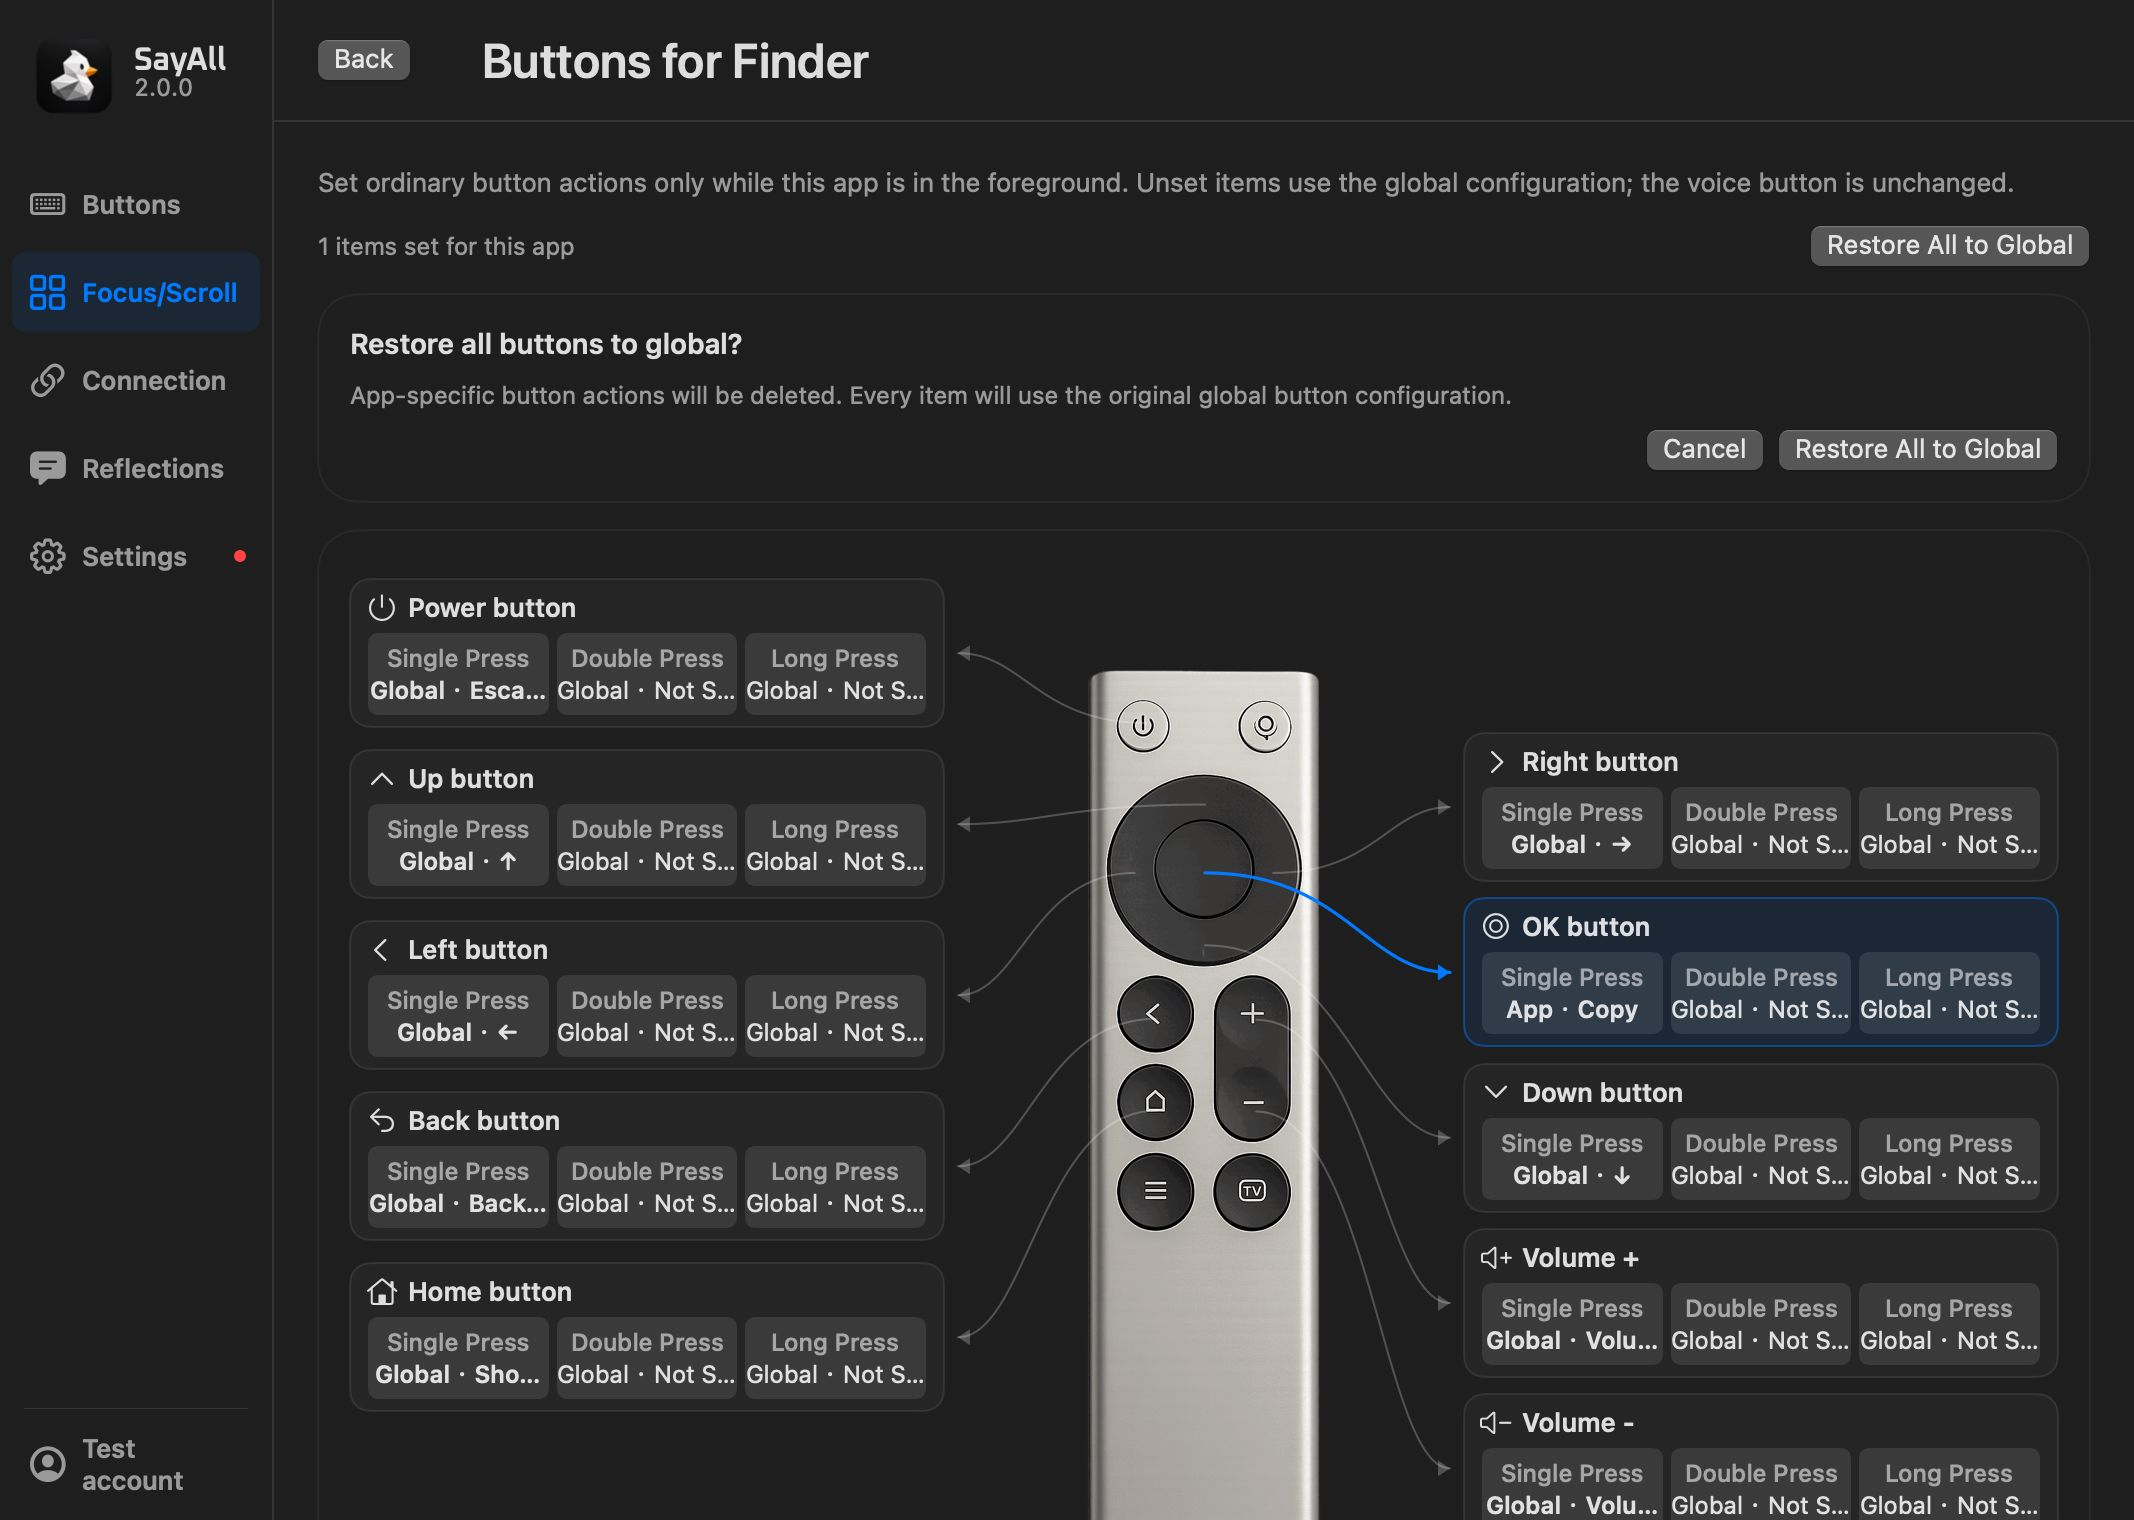 SayAll
2.0.0
Buttons
Focus/Scroll
Connection
Reflections
Settings
Test
account
Back
Buttons for Finder
Set ordinary button actions only while this app is in the foreground. Unset items use the global configuration; the voice button is unchanged.
1 items set for this app
Restore All to Global
Restore all buttons to global?
App-specific button actions will be deleted. Every item will use the original global button configuration.
Cancel
Restore All to Global
Power button
Single Press
Global · Esca...
Double Press
Global · Not S...
Long Press
Global · Not S...
Up button
Single Press
Global · ↑
Double Press
Global · Not S...
Long Press
Global · Not S...
Left button
Single Press
Global · ←
Double Press
Global · Not S...
Long Press
Global · Not S...
Back button
Single Press
Global · Back...
Double Press
Global · Not S...
Long Press
Global · Not S...
Home button
Single Press
Global · Sho...
Double Press
Global · Not S...
Long Press
Global · Not S...
TV
Right button
Single Press
Global · →
Double Press
Global · Not S...
Long Press
Global · Not S...
OK button
Single Press
App · Copy
Double Press
Global · Not S...
Long Press
Global · Not S...
Down button
Single Press
Global · ↓
Double Press
Global · Not S...
Long Press
Global · Not S...
Volume +
Single Press
Global · Volu...
Double Press
Global · Not S...
Long Press
Global · Not S...
Volume -
Single Press
Global · Volu...
Double Press
Global · Not S...
Long Press
Global · Not S...